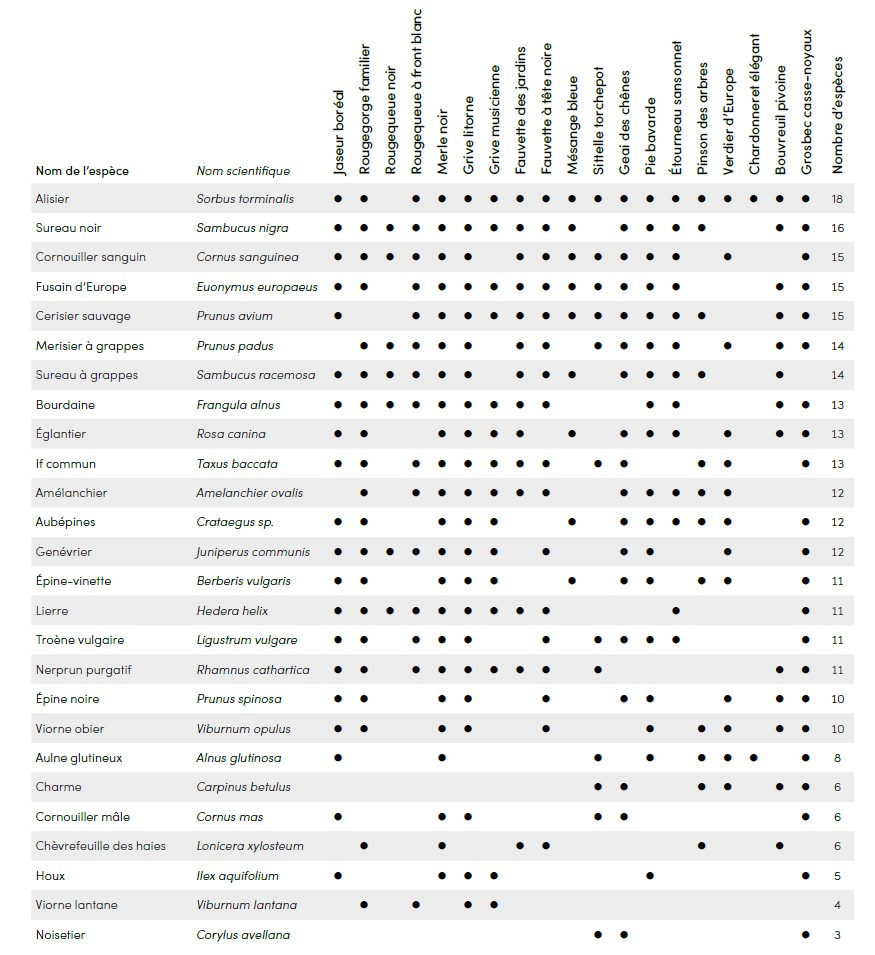 Nom de l'espèce Nom scientifique Jaseur boréal Rougegorge familier Rougequeue noir Rougequeue à front blanc Merle noir Grive litorne Grive musicienne Fauvette des jardins Fauvette à tête noire Mésange bleue Sittelle torchepot Geai des chênes Pie bavarde Étourneau sansonnet Pinson des arbres Verdier d'Europe Chardonneret élégant Bouvreuil pivoine Grosbec casse-noyaux Nombre d'espèces
Alisier Sorbus torminalis 18
Sureau noir Sambucus nigra 16
Cornouiller sanguin Cornus sanguinea 15
Fusain d'Europe Euonymus europaeus 15
Cerisier sauvage Prunus avium 15
Merisier à grappes Prunus padus 14
Sureau à grappes Sambucus racemosa 14
Bourdaine Frangula alnus 13
Églantier Rosa canina 13
If commun Taxus baccata 13
Amélanchier Amelanchier ovalis 12
Aubépines Crataegus sp. 12
Genévrier Juniperus communis 12
Épine-vinette Berberis vulgaris 11
Lierre Hedera helix 11
Troène vulgaire Ligustrum vulgare 11
Nerprun purgatif Rhamnus cathartica 11
Épine noire Prunus spinosa 10
Viorne obier Viburnum opulus 10
Aulne glutineux Alnus glutinosa 8
Charme Carpinus betulus 6
Cornouiller mâle Cornus mas 6
Chèvrefeuille des haies Lonicera xylosteum 6
Houx Ilex aquifolium 5
Viorne lantane Viburnum lantana 4
Noisetier Corylus avellana 3